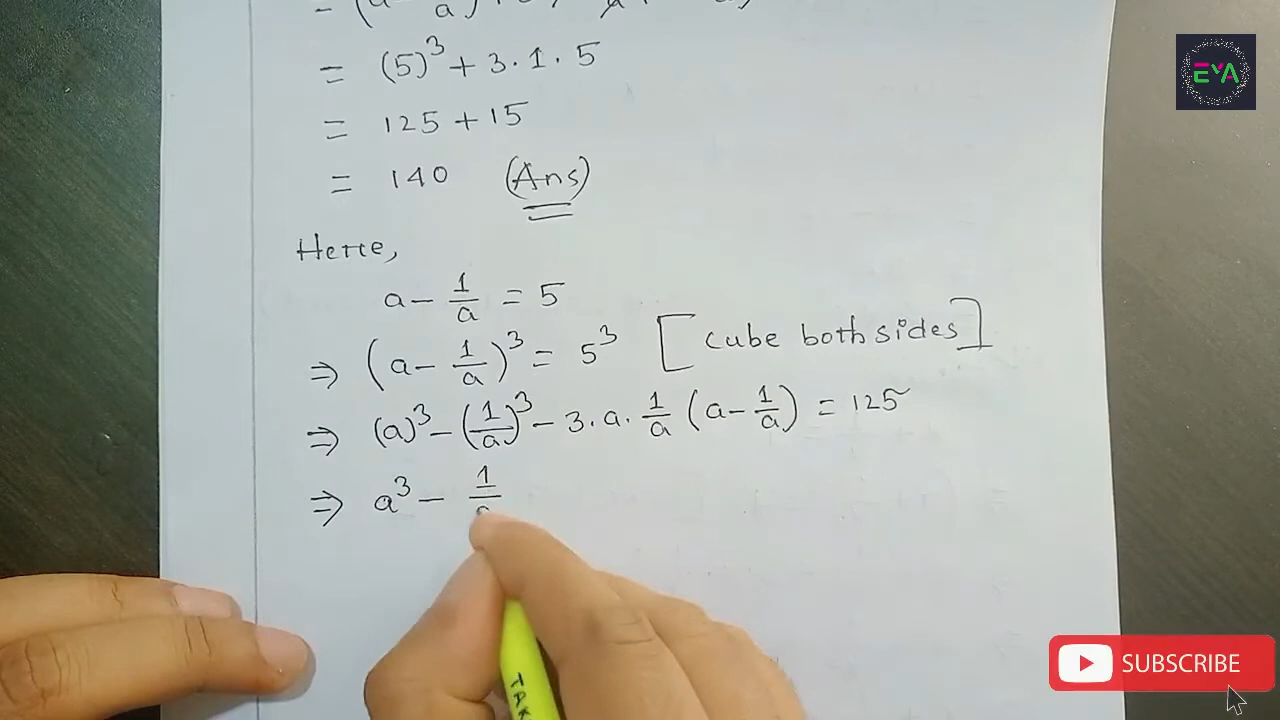 = (5)³ + 3.1.5
= 125 + 15
= 140 (Ans)
Here,
a - 1/a = 5
⇒ (a - 1/a)³ = 5³ [cube both sides]
⇒ (a)³ - (1/a)³ - 3.a.1/a (a - 1/a) = 125
⇒ a³ - 1/
EYA
SUBSCRIBE
TAK